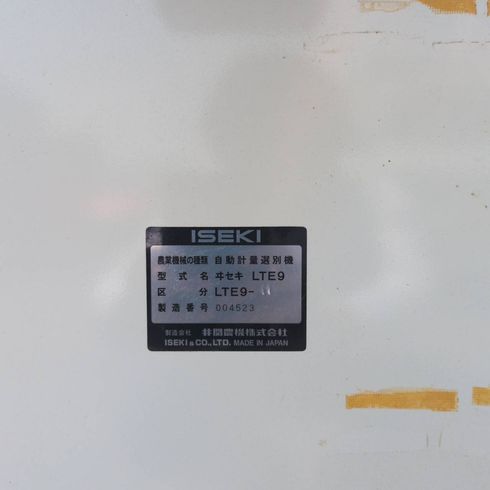 ISEKI
農業機械の種類 自動計量選別機
型式名 ヰセキ LTE9
区分 LTE9-
製造番号 004523
製造会社 井関農機株式会社
ISEKI & CO., LTD. MADE IN JAPAN